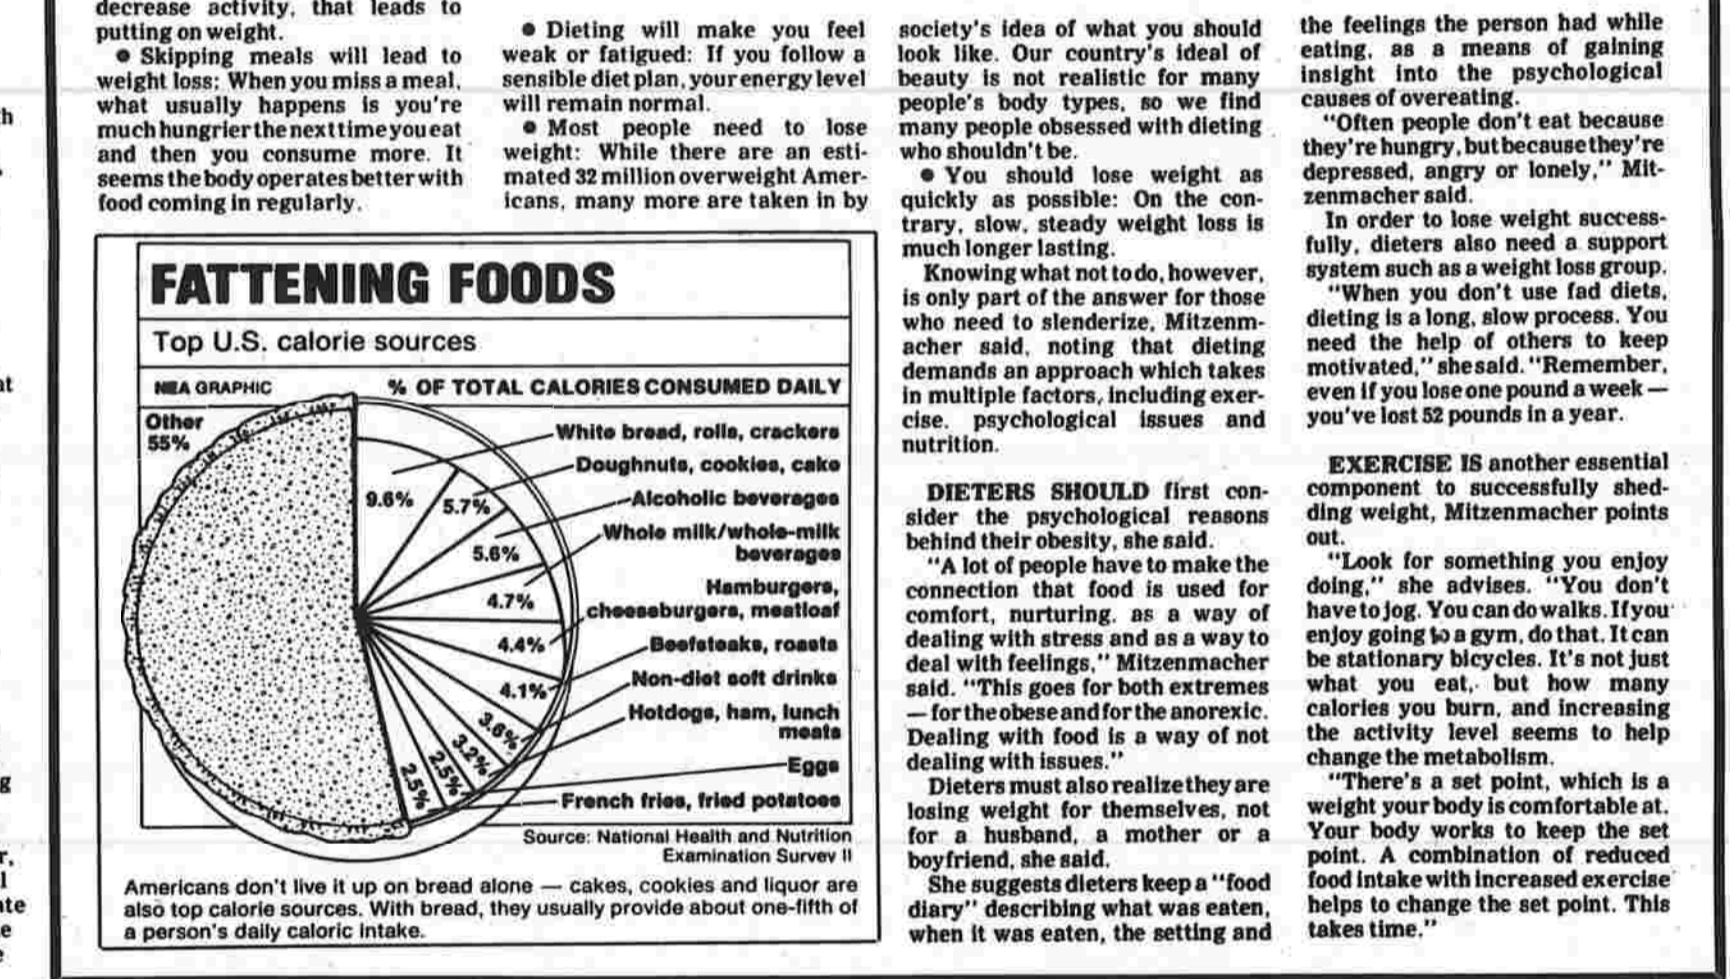 decrease activity, that leads to
putting on weight.
● Skipping meals will lead to
weight loss: When you miss a meal,
what usually happens is you're
much hungrier the next time you eat
and then you consume more. It
seems the body operates better with
food coming in regularly.
● Dieting will make you feel
weak or fatigued: If you follow a
sensible diet plan, your energy level
will remain normal.
● Most people need to lose
weight: While there are an esti-
mated 32 million overweight Amer-
icans, many more are taken in by
FATTENING FOODS
Top U.S. calorie sources
NEA GRAPHIC
% OF TOTAL CALORIES CONSUMED DAILY
Other
55%
White bread, rolls, crackers
9.6%
Doughnuts, cookies, cake
5.7%
Alcoholic beverages
5.6%
Whole milk/whole-milk
beverages
4.7%
Hamburgers,
cheeseburgers, meatloaf
4.4%
Beefsteaks, roasts
4.1%
Non-diet soft drinks
3.6%
Hotdogs, ham, lunch
meats
3.2%
Eggs
2.5%
French fries, fried potatoes
2.5%
Source: National Health and Nutrition
Examination Survey II
Americans don't live it up on bread alone — cakes, cookies and liquor are
also top calorie sources. With bread, they usually provide about one-fifth of
a person's daily caloric intake.
society's idea of what you should
look like. Our country's ideal of
beauty is not realistic for many
people's body types, so we find
many people obsessed with dieting
who shouldn't be.
● You should lose weight as
quickly as possible: On the con-
trary, slow, steady weight loss is
much longer lasting.
Knowing what not to do, however,
is only part of the answer for those
who need to slenderize, Mitzenm-
acher said, noting that dieting
demands an approach which takes
in multiple factors, including exer-
cise, psychological issues and
nutrition.
DIETERS SHOULD first con-
sider the psychological reasons
behind their obesity, she said.
"A lot of people have to make the
connection that food is used for
comfort, nurturing, as a way of
dealing with stress and as a way to
deal with feelings," Mitzenmacher
said. "This goes for both extremes
— for the obese and for the anorexic.
Dealing with food is a way of not
dealing with issues."
Dieters must also realize they are
losing weight for themselves, not
for a husband, a mother or a
boyfriend, she said.
She suggests dieters keep a "food
diary" describing what was eaten,
when it was eaten, the setting and
the feelings the person had while
eating, as a means of gaining
insight into the psychological
causes of overeating.
"Often people don't eat because
they're hungry, but because they're
depressed, angry or lonely," Mit-
zenmacher said.
In order to lose weight success-
fully, dieters also need a support
system such as a weight loss group.
"When you don't use fad diets,
dieting is a long, slow process. You
need the help of others to keep
motivated," she said. "Remember,
even if you lose one pound a week —
you've lost 52 pounds in a year.
EXERCISE IS another essential
component to successfully shed-
ding weight, Mitzenmacher points
out.
"Look for something you enjoy
doing," she advises. "You don't
have to jog. You can do walks. If you
enjoy going to a gym, do that. It can
be stationary bicycles. It's not just
what you eat, but how many
calories you burn, and increasing
the activity level seems to help
change the metabolism.
"There's a set point, which is a
weight your body is comfortable at.
Your body works to keep the set
point. A combination of reduced
food intake with increased exercise
helps to change the set point. This
takes time."